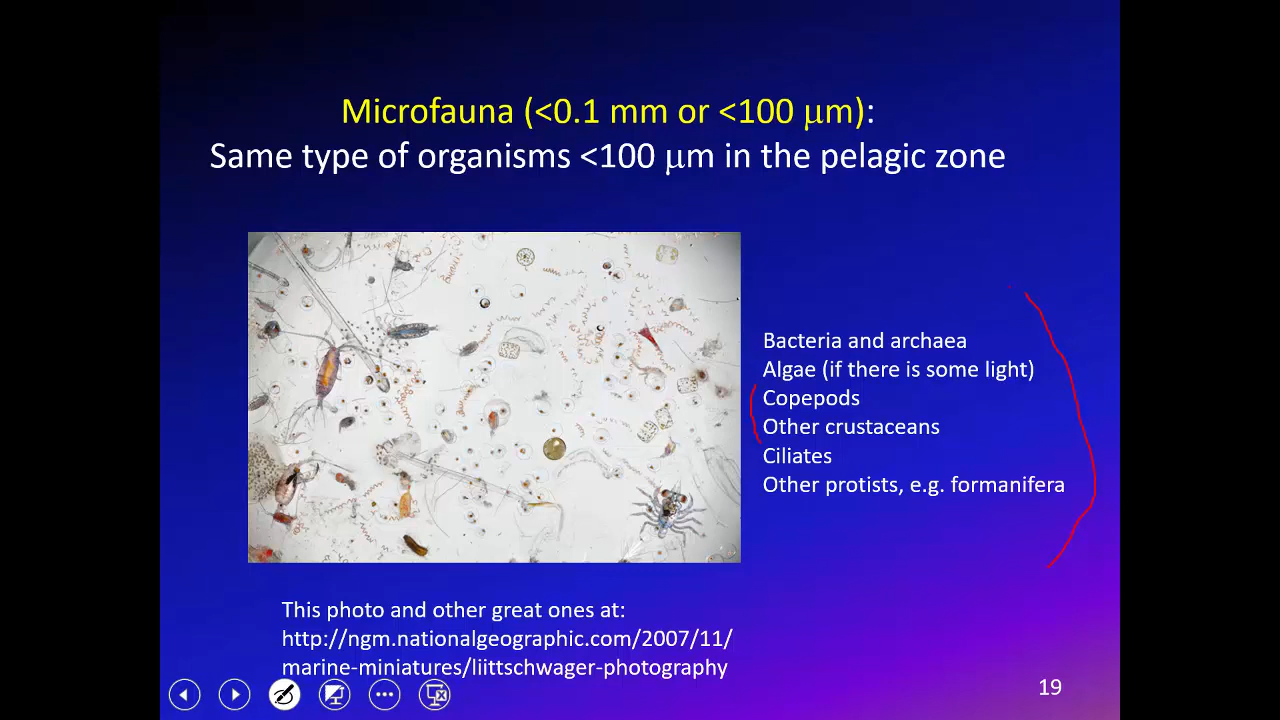 Microfauna (<0.1 mm or <100 μm):
Same type of organisms <100 μm in the pelagic zone
Bacteria and archaea
Algae (if there is some light)
Copepods
Other crustaceans
Ciliates
Other protists, e.g. formanifera
This photo and other great ones at:
http://ngm.nationalgeographic.com/2007/11/
marine-miniatures/liittschwager-photography
19